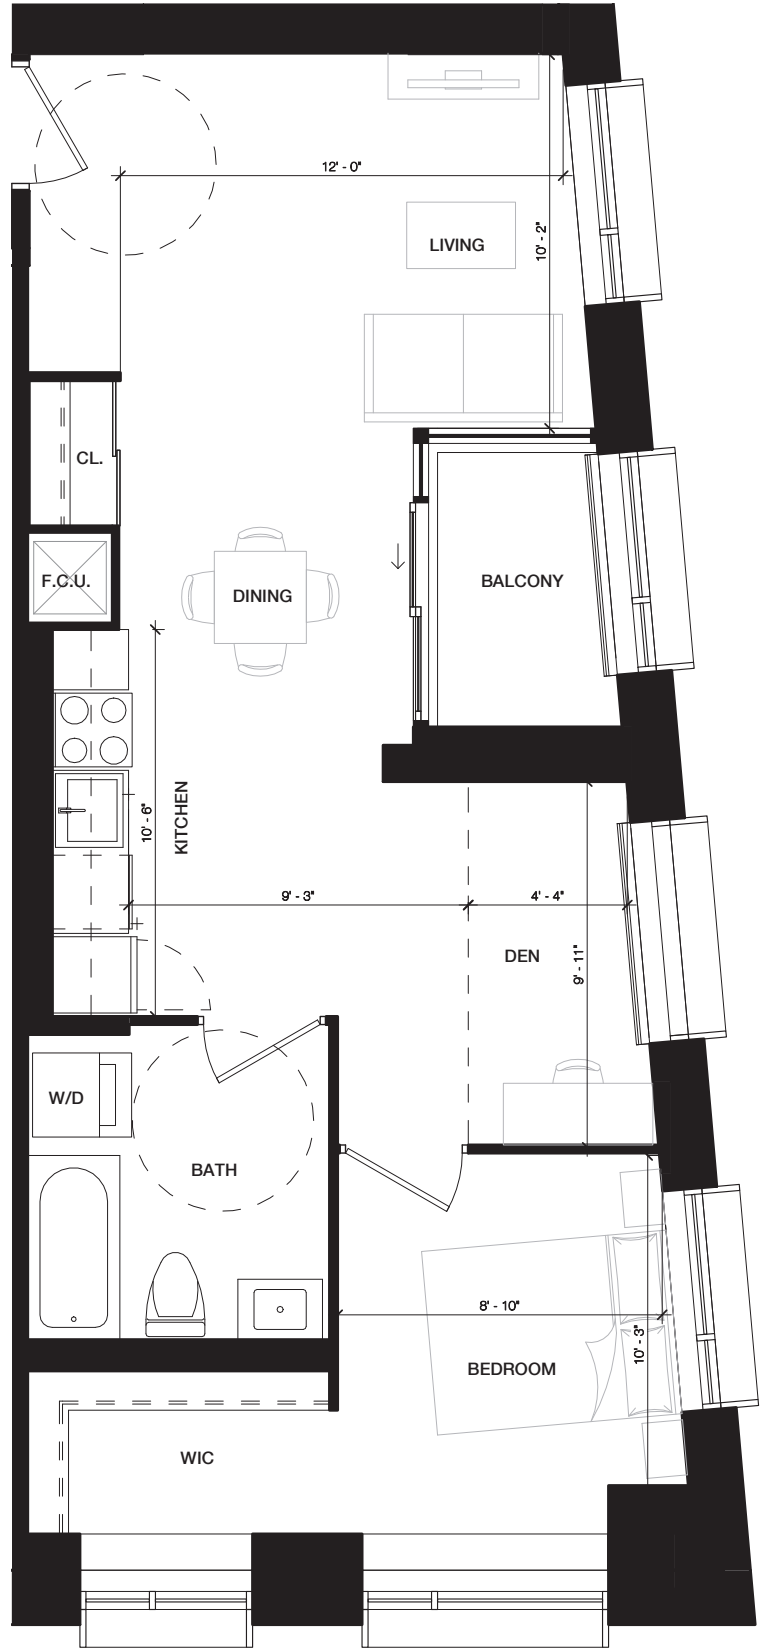 12' - 0"
LIVING
10' - 2"
CL.
F.C.U.
DINING
BALCONY
KITCHEN
10' - 6"
9' - 3"
4' - 4"
DEN
9' - 11"
W/D
BATH
8' - 10"
10' - 3"
BEDROOM
WIC